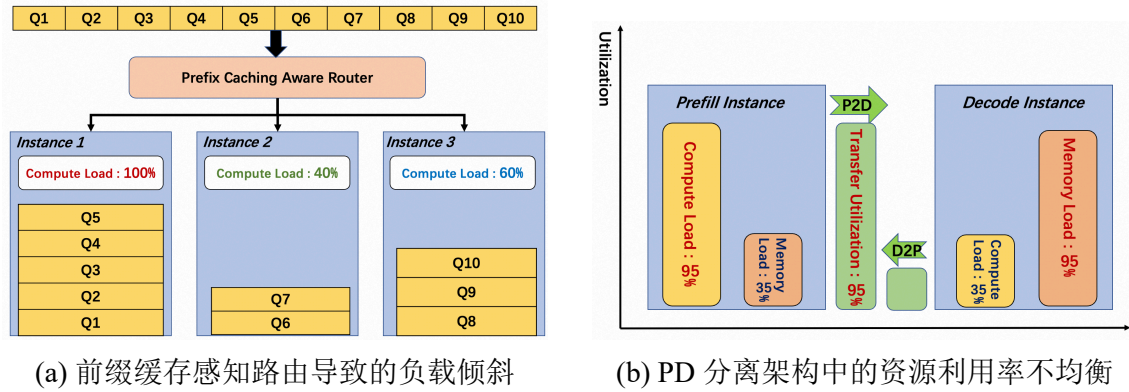 Q1 Q2 Q3 Q4 Q5 Q6 Q7 Q8 Q9 Q10
Prefix Caching Aware Router
Instance 1
Compute Load : 100%
Q5
Q4
Q3
Q2
Q1
Instance 2
Compute Load : 40%
Q7
Q6
Instance 3
Compute Load : 60%
Q10
Q9
Q8
(a) 前缀缓存感知路由导致的负载倾斜
Utilization
Prefill Instance
Compute Load : 95%
Memory
Load : 35%
P2D
Transfer Utilization : 95%
D2P
Decode Instance
Compute
Load : 35%
Memory Load : 95%
(b) PD 分离架构中的资源利用率不均衡